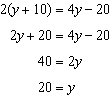 2(y + 10) = 4y − 20
2y + 20 = 4y − 20
40 = 2y
20 = y